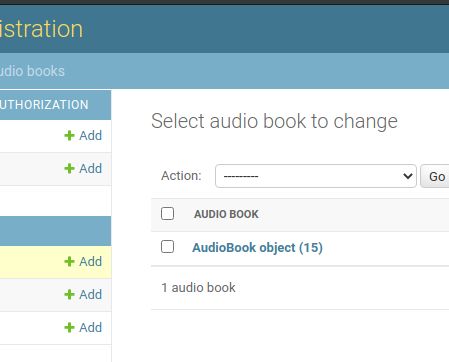 istration
udio books
UTHORIZATION
+ Add
+ Add
+ Add
+ Add
+ Add
Select audio book to change
Action: --------- Go
AUDIO BOOK
AudioBook object (15)
1 audio book